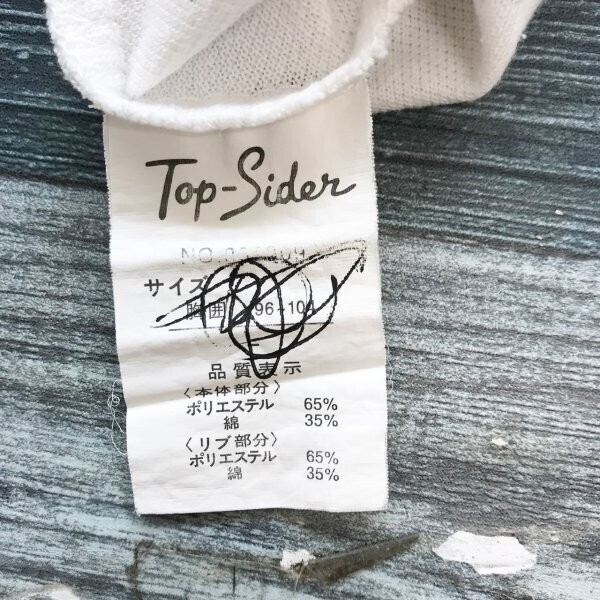 Top-Sider
サイズ
胸囲 96-104
品質表示
〈本体部分〉
ポリエステル 65%
綿 35%
〈リブ部分〉
ポリエステル 65%
綿 35%